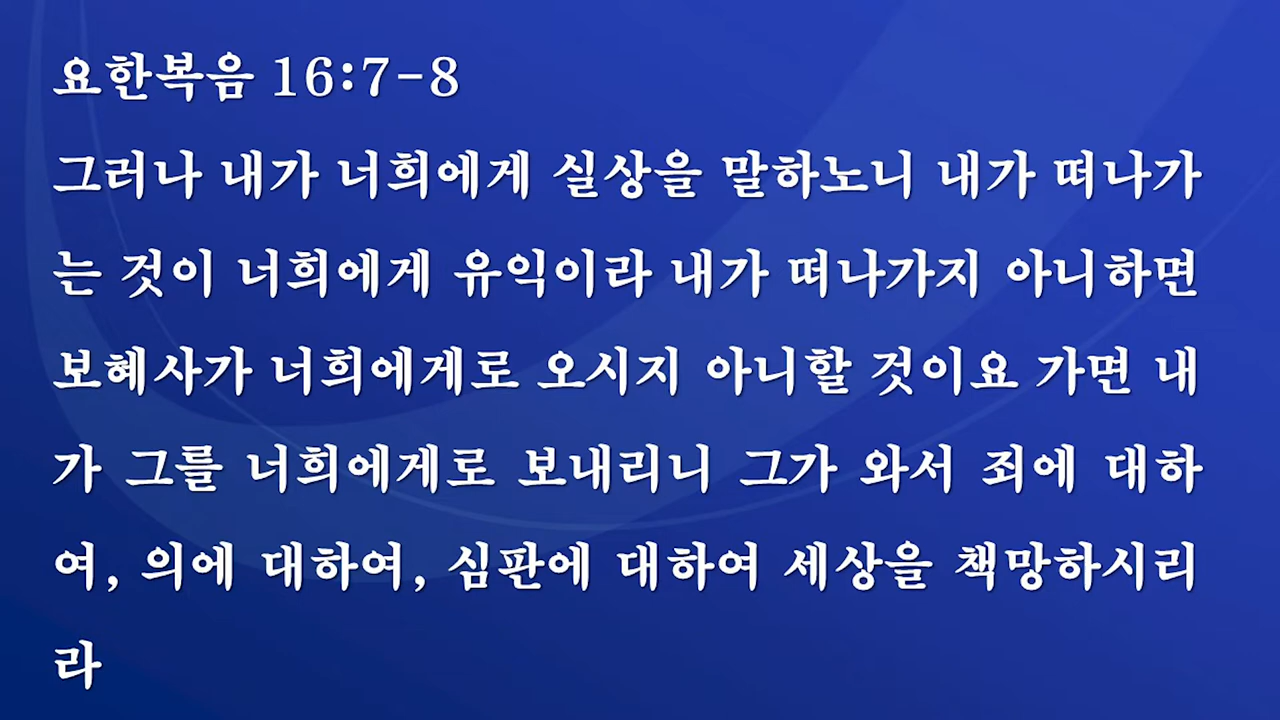 요한복음 16:7-8
그러나 내가 너희에게 실상을 말하노니 내가 떠나가
는 것이 너희에게 유익이라 내가 떠나가지 아니하면
보혜사가 너희에게로 오시지 아니할 것이요 가면 내
가 그를 너희에게로 보내리니 그가 와서 죄에 대하
여, 의에 대하여, 심판에 대하여 세상을 책망하시리
라